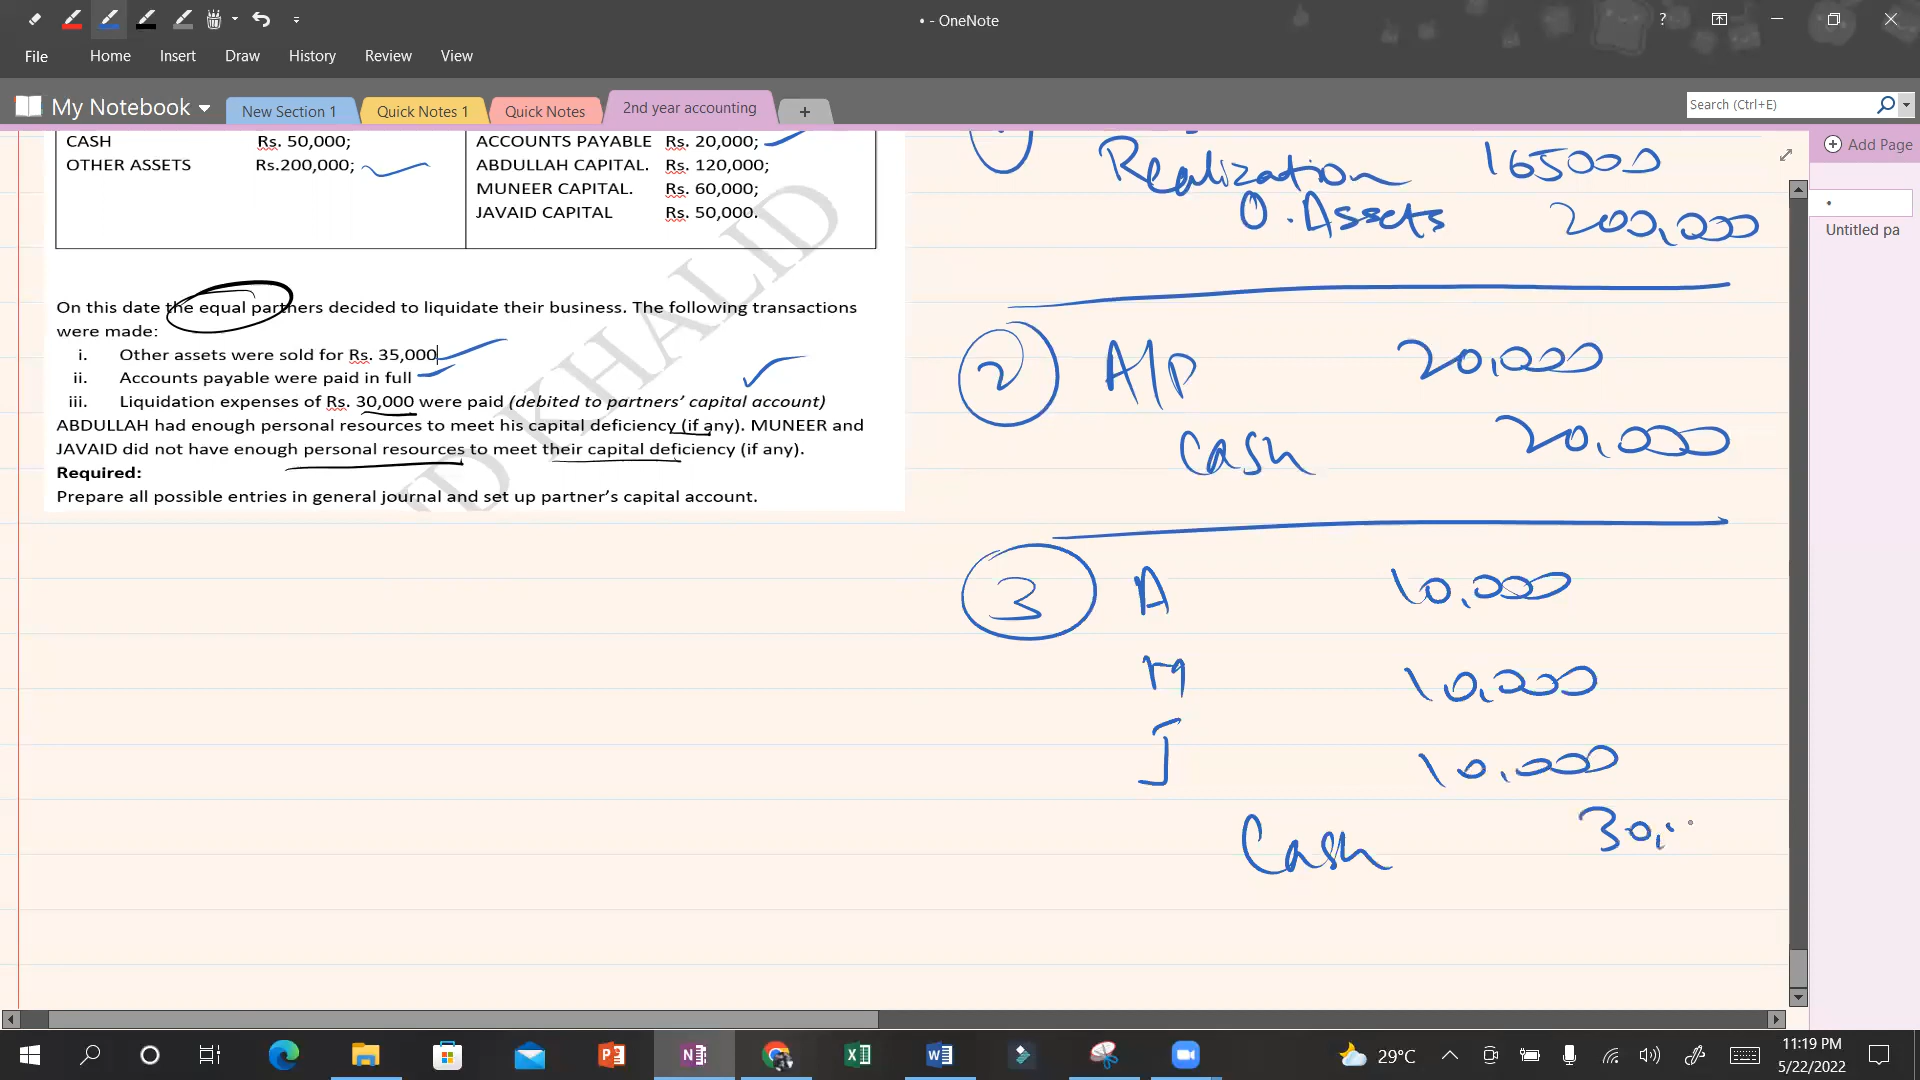 • - OneNote
?
File Home Insert Draw History Review View
My Notebook New Section 1 Quick Notes 1 Quick Notes 2nd year accounting + Search (Ctrl+E)
Add Page
•
Untitled pa
CASH Rs. 50,000; ACCOUNTS PAYABLE Rs. 20,000;
OTHER ASSETS Rs.200,000; ABDULLAH CAPITAL. Rs. 120,000;
MUNEER CAPITAL. Rs. 60,000;
JAVAID CAPITAL Rs. 50,000.
On this date the equal partners decided to liquidate their business. The following transactions
were made:
i. Other assets were sold for Rs. 35,000
ii. Accounts payable were paid in full
iii. Liquidation expenses of Rs. 30,000 were paid (debited to partners' capital account)
ABDULLAH had enough personal resources to meet his capital deficiency (if any). MUNEER and
JAVAID did not have enough personal resources to meet their capital deficiency (if any).
Required:
Prepare all possible entries in general journal and set up partner's capital account.
KHALID
Realization 165000
O.Assets 200,000
2 A/P 20,000
Cash 20,000
3 A 10,000
M 10,000
J 10,000
Cash 30,
29°C 11:19 PM
5/22/2022